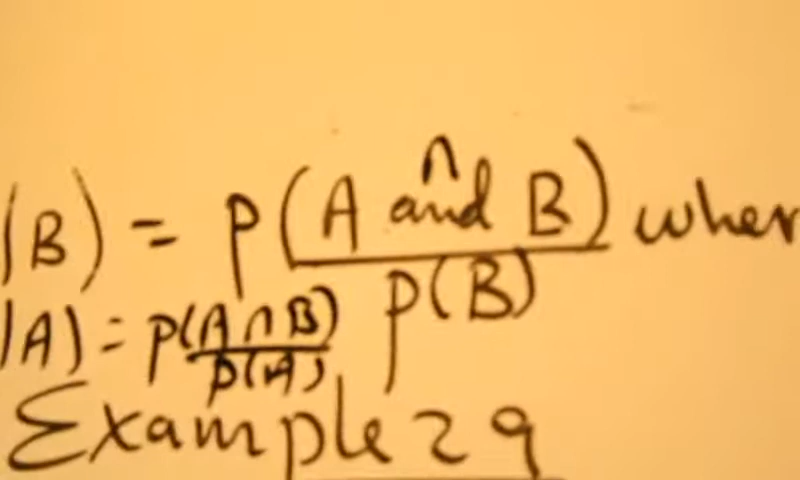 |B) = P(A and ∩ B) wher
P(B)
|A) = P(A∩B)
P(A)
Example 29